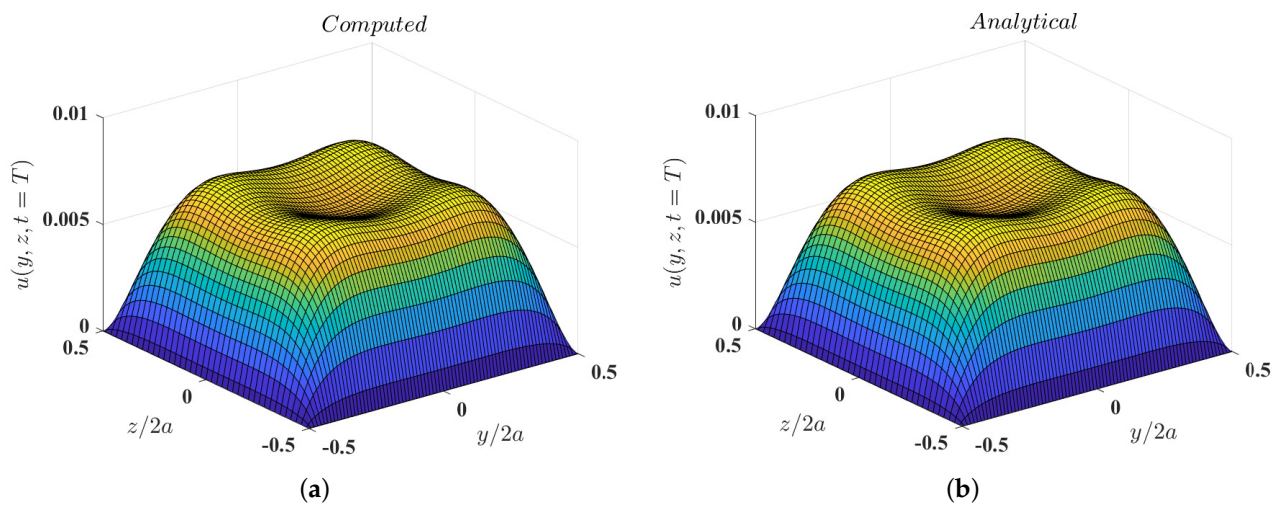 Computed
0.01
0.005
0
0.5
0
-0.5
-0.5
0
0.5
u(y, z, t = T)
z/2a
y/2a
(a)
Analytical
0.01
0.005
0
0.5
0
-0.5
-0.5
0
0.5
u(y, z, t = T)
z/2a
y/2a
(b)